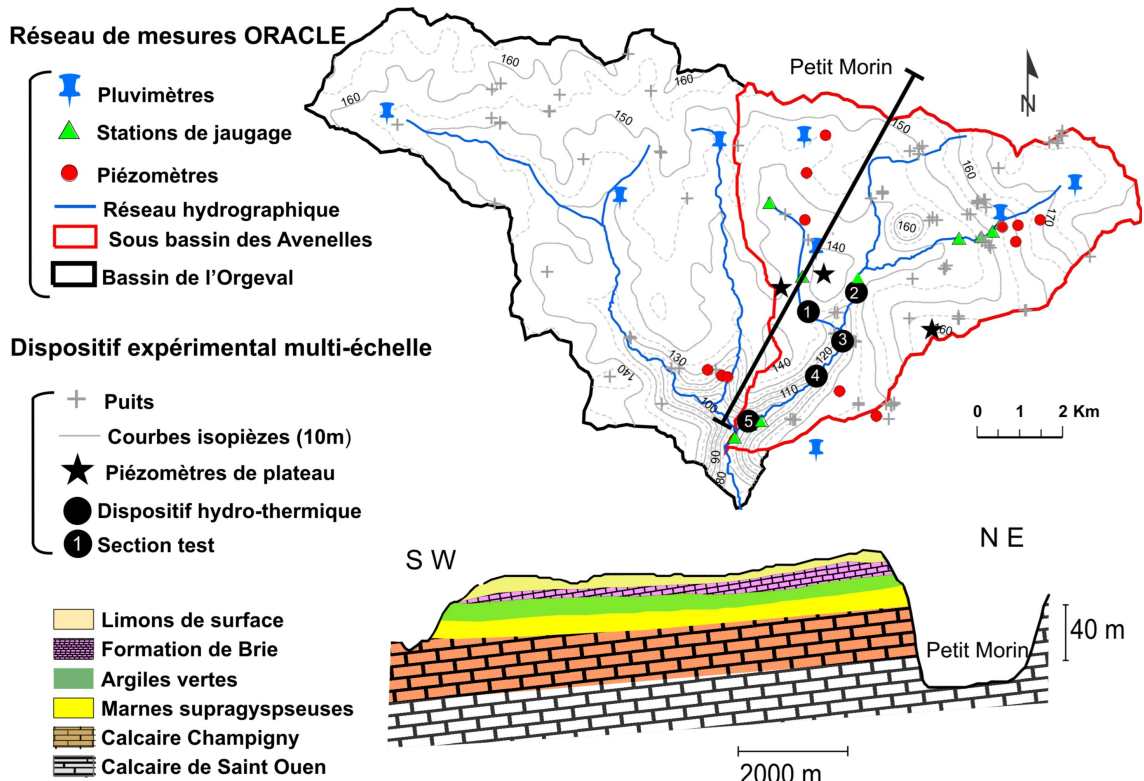 Réseau de mesures ORACLE
Pluvimètres
Stations de jaugage
Piézomètres
Réseau hydrographique
Sous bassin des Avenelles
Bassin de l'Orgeval
Dispositif expérimental multi-échelle
Puits
Courbes isopièzes (10m)
Piézomètres de plateau
Dispositif hydro-thermique
1 Section test
Limons de surface
Formation de Brie
Argiles vertes
Marnes supragyspseuses
Calcaire Champigny
Calcaire de Saint Ouen
Petit Morin
N
160
160
160
150
150
160
170
160
140
160
140
130
140
120
110
100
90
80
1
2
3
4
5
0 1 2 Km
S W
N E
Petit Morin
40 m
2000 m